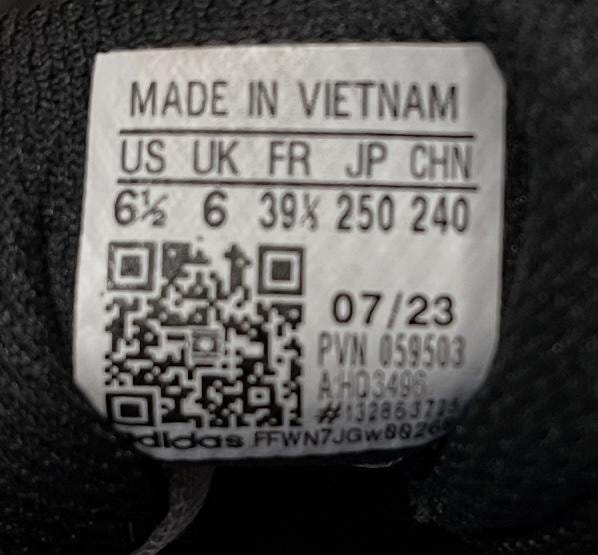 MADE IN VIETNAM
US UK FR JP CHN
6½ 6 39⅓ 250 240
07/23
PVN 059503
A:HQ3496
adidas